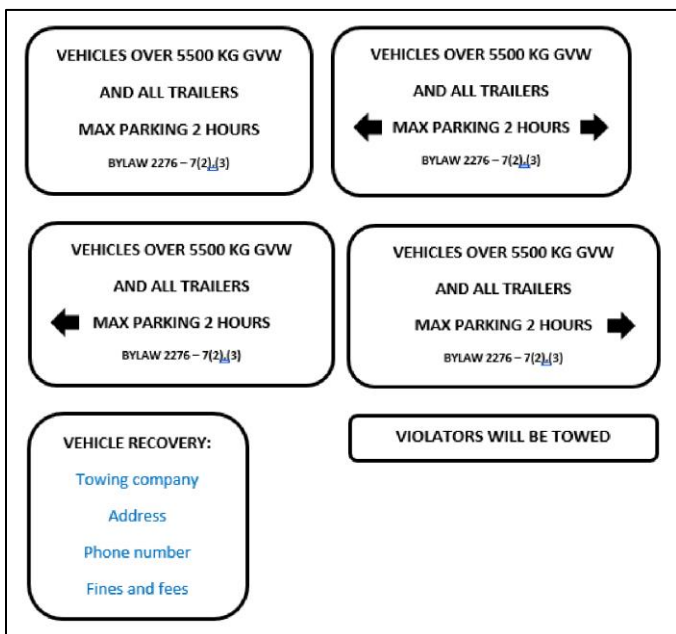 VEHICLES OVER 5500 KG GVW
AND ALL TRAILERS
MAX PARKING 2 HOURS
BYLAW 2276 – 7(2),(3)
VEHICLES OVER 5500 KG GVW
AND ALL TRAILERS
MAX PARKING 2 HOURS
BYLAW 2276 – 7(2),(3)
VEHICLES OVER 5500 KG GVW
AND ALL TRAILERS
MAX PARKING 2 HOURS
BYLAW 2276 – 7(2),(3)
VEHICLES OVER 5500 KG GVW
AND ALL TRAILERS
MAX PARKING 2 HOURS
BYLAW 2276 – 7(2),(3)
VEHICLE RECOVERY:
Towing company
Address
Phone number
Fines and fees
VIOLATORS WILL BE TOWED